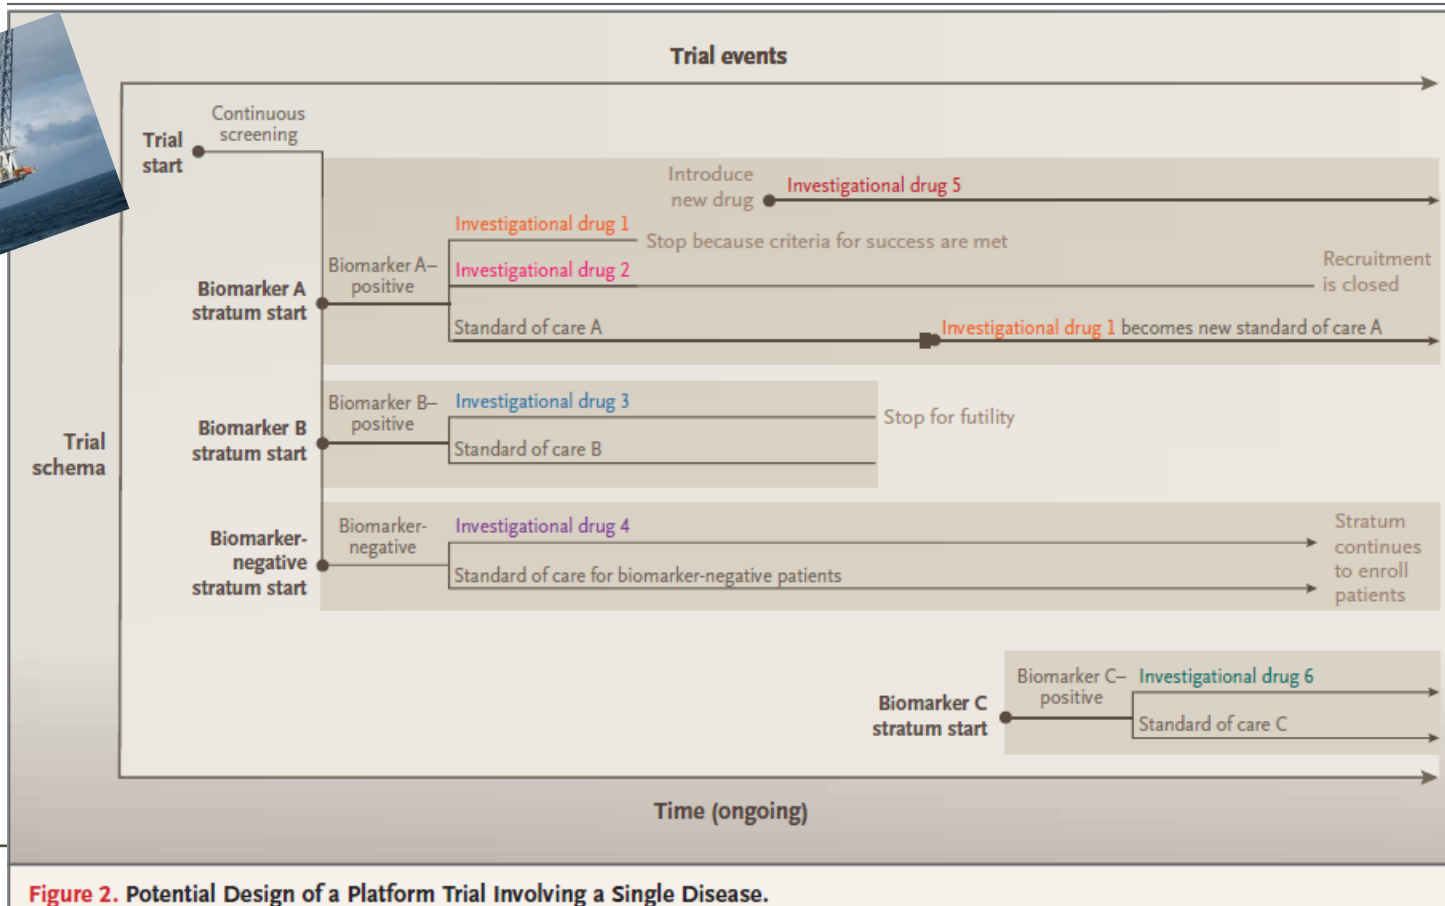 Trial events
Continuous
screening
Trial
start
Introduce
new drug
Investigational drug 5
Investigational drug 1
Stop because criteria for success are met
Biomarker A–
positive
Investigational drug 2
Recruitment
is closed
Biomarker A
stratum start
Standard of care A
Investigational drug 1 becomes new standard of care A
Biomarker B–
positive
Investigational drug 3
Stop for futility
Biomarker B
stratum start
Standard of care B
Trial
schema
Biomarker-
negative
Investigational drug 4
Stratum
continues
to enroll
patients
Biomarker-
negative
stratum start
Standard of care for biomarker-negative patients
Biomarker C–
positive
Investigational drug 6
Biomarker C
stratum start
Standard of care C
Time (ongoing)
Figure 2. Potential Design of a Platform Trial Involving a Single Disease.